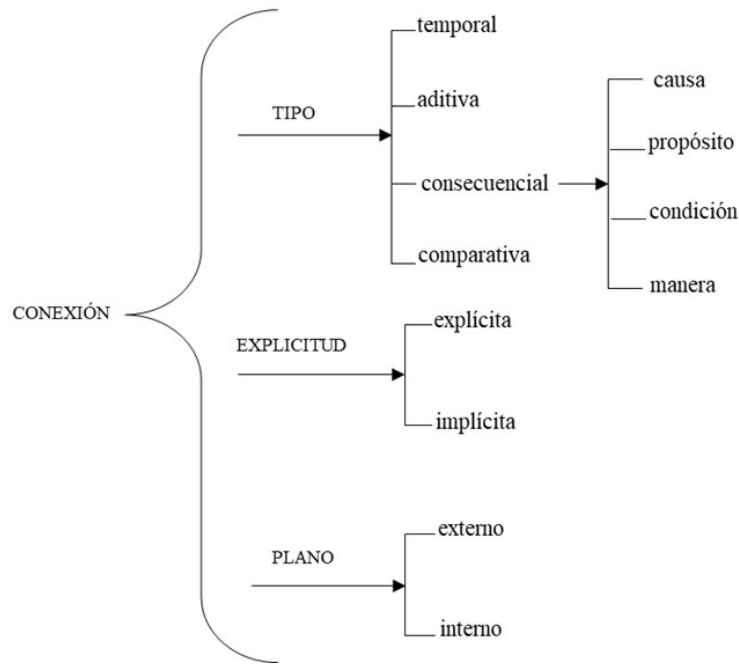 CONEXIÓN
TIPO
temporal
aditiva
consecuencial
comparativa
causa
propósito
condición
manera
EXPLICITUD
explícita
implícita
PLANO
externo
interno